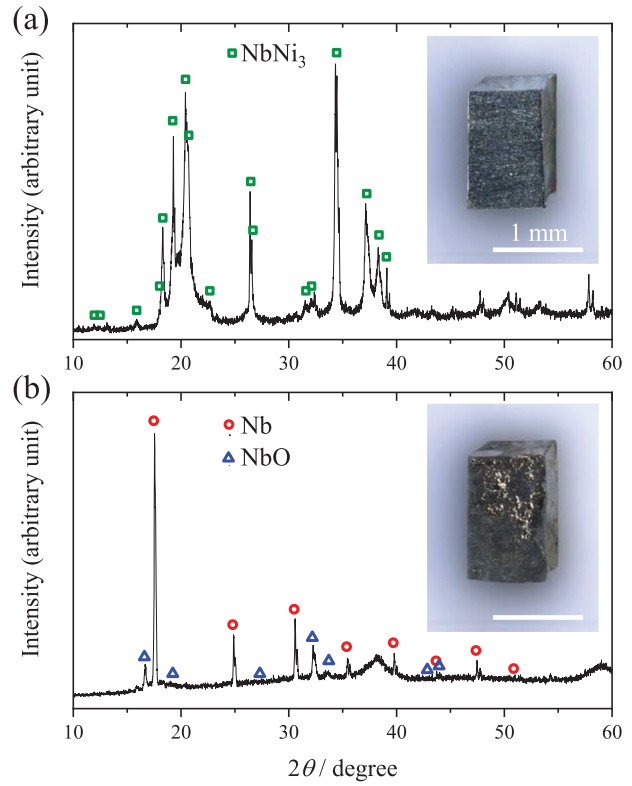 (a)
Intensity (arbitrary unit)
NbNi₃
1 mm
10 20 30 40 50 60
(b)
Intensity (arbitrary unit)
Nb
NbO
10 20 30 40 50 60
2θ / degree